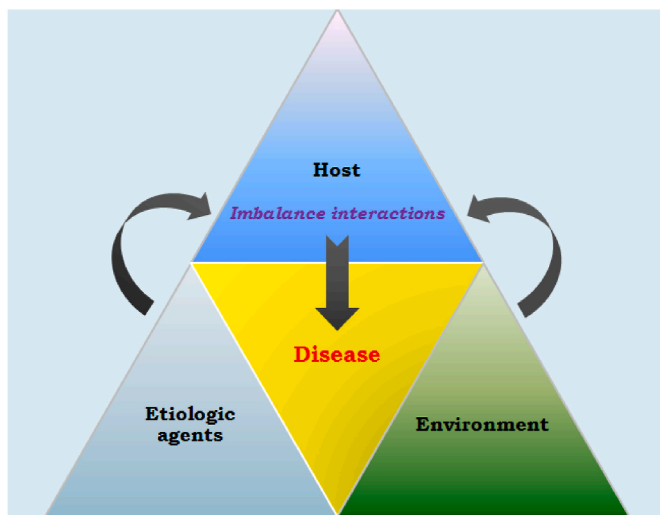 Host
Imbalance interactions
Disease
Etiologic
agents
Environment